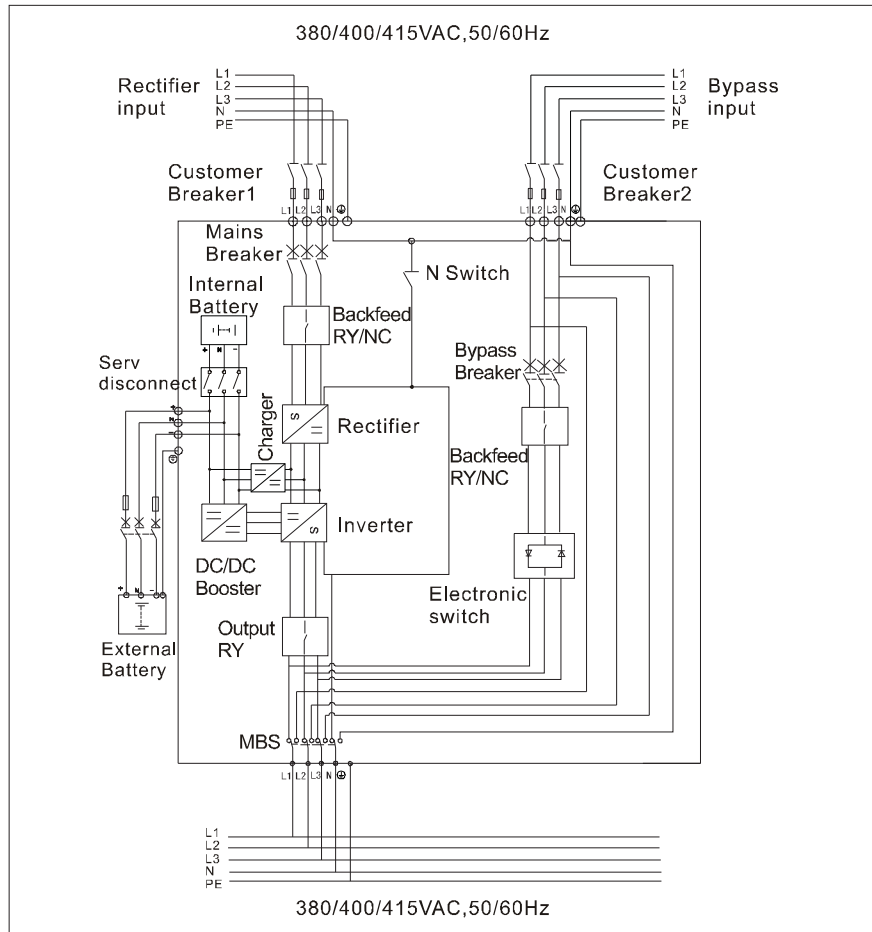 380/400/415VAC,50/60Hz
Rectifier
input
L1
L2
L3
N
PE
L1
L2
L3
N
PE
Bypass
input
Customer
Breaker1
Customer
Breaker2
L1 L2 L3 N
L1 L2 L3 N
Mains
Breaker
N Switch
Internal
Battery
Backfeed
RY/NC
+ N -
Bypass
Breaker
Serv
disconnect
Charger
Rectifier
Backfeed
RY/NC
Inverter
DC/DC
Booster
Electronic
switch
+ N -
External
Battery
Output
RY
MBS
L1 L2 L3 N
L1
L2
L3
N
PE
380/400/415VAC,50/60Hz